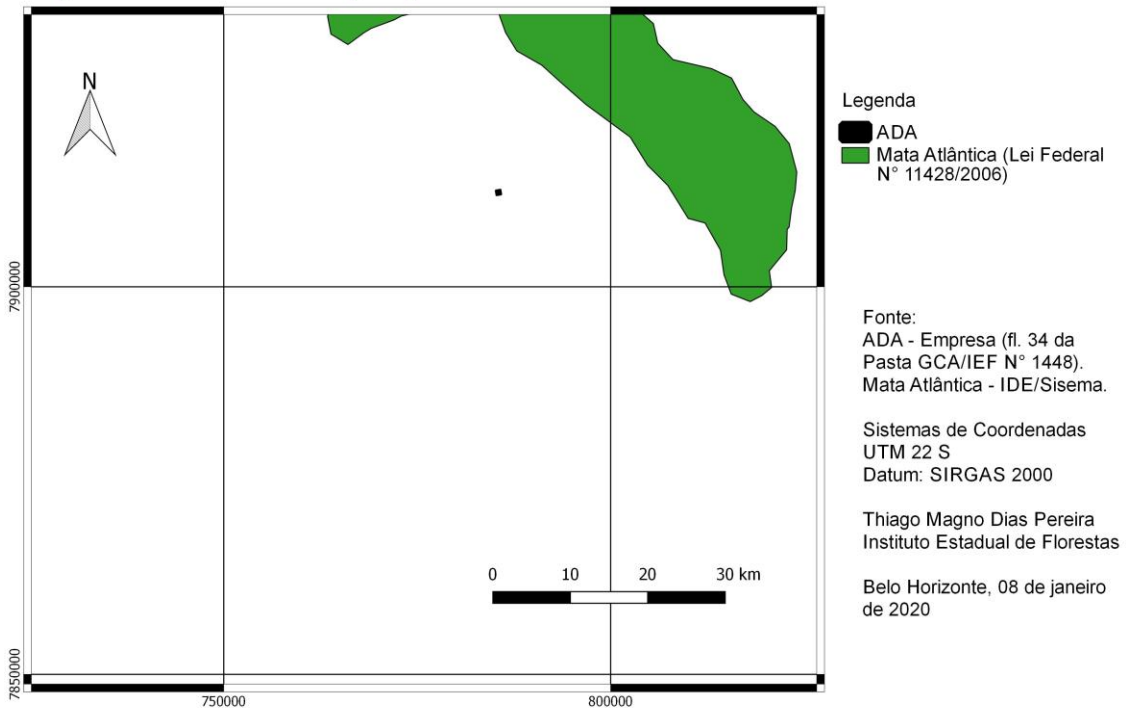 N
Legenda
ADA
Mata Atlântica (Lei Federal
N° 11428/2006)
7900000
Fonte:
ADA - Empresa (fl. 34 da
Pasta GCA/IEF N° 1448).
Mata Atlântica - IDE/Sisema.
Sistemas de Coordenadas
UTM 22 S
Datum: SIRGAS 2000
Thiago Magno Dias Pereira
Instituto Estadual de Florestas
0 10 20 30 km
Belo Horizonte, 08 de janeiro
de 2020
7850000
750000 800000